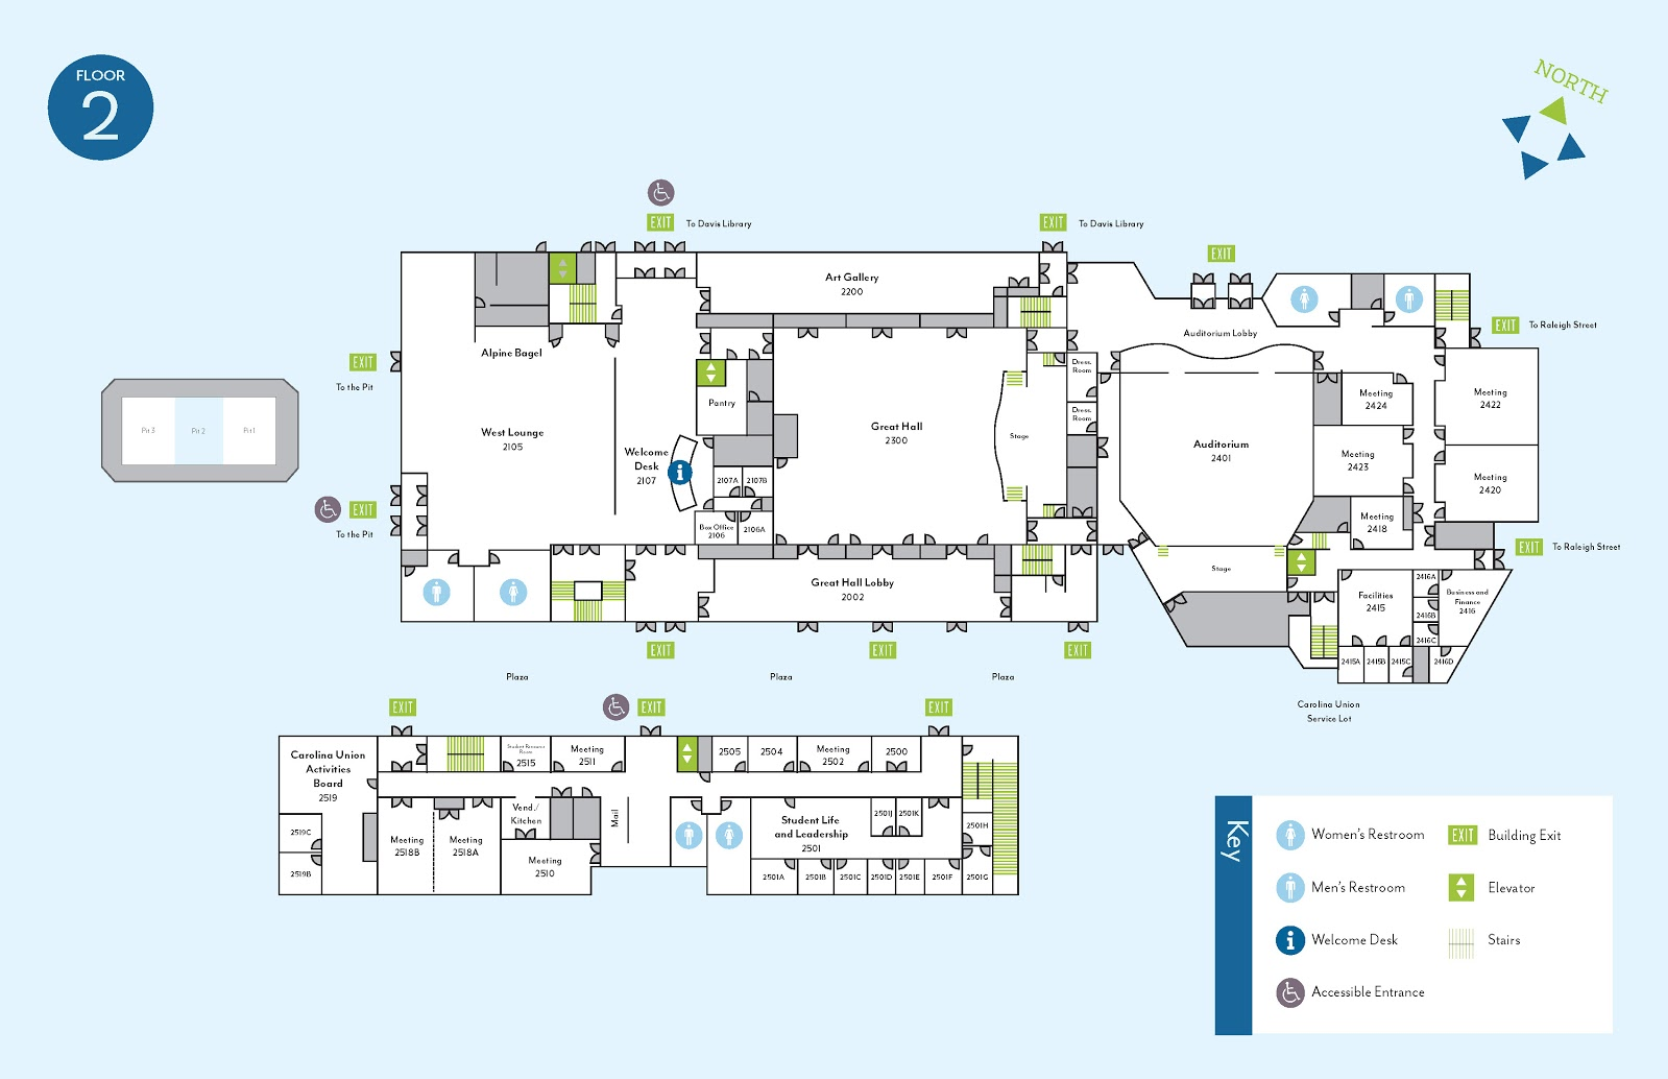 FLOOR
2
NORTH
EXIT To Davis Library
EXIT To Davis Library
EXIT
Art Gallery
2200
Auditorium Lobby
EXIT To Raleigh Street
Alpine Bagel
EXIT
To the Pit
Pantry
Dress.
Room
Dress.
Room
Meeting
2424
Meeting
2422
Pit 3
Pit 2
Pit 1
West Lounge
2105
Great Hall
2300
Stage
Auditorium
2401
Welcome
Desk
2107
Meeting
2423
2107A
2107B
Meeting
2420
EXIT
To the Pit
Box Office
2106
2106A
Meeting
2418
EXIT To Raleigh Street
Stage
Great Hall Lobby
2002
Facilities
2415
2416A
2416B
2416C
Business and
Finance
2416
2415A
2415B
2415C
2416D
EXIT
EXIT
EXIT
Plaza
Plaza
Plaza
Carolina Union
Service Lot
EXIT
EXIT
EXIT
Carolina Union
Activities
Board
2519
Student Resource
Room
2515
Meeting
2511
2505
2504
Meeting
2502
2500
Vend./
Kitchen
Mail
2519C
2519B
Meeting
2518B
Meeting
2518A
Meeting
2510
Student Life
and Leadership
2501
2501J
2501K
2501H
2501A
2501B
2501C
2501D
2501E
2501F
2501G
Key
Women's Restroom
EXIT Building Exit
Men's Restroom
Elevator
Welcome Desk
Stairs
Accessible Entrance